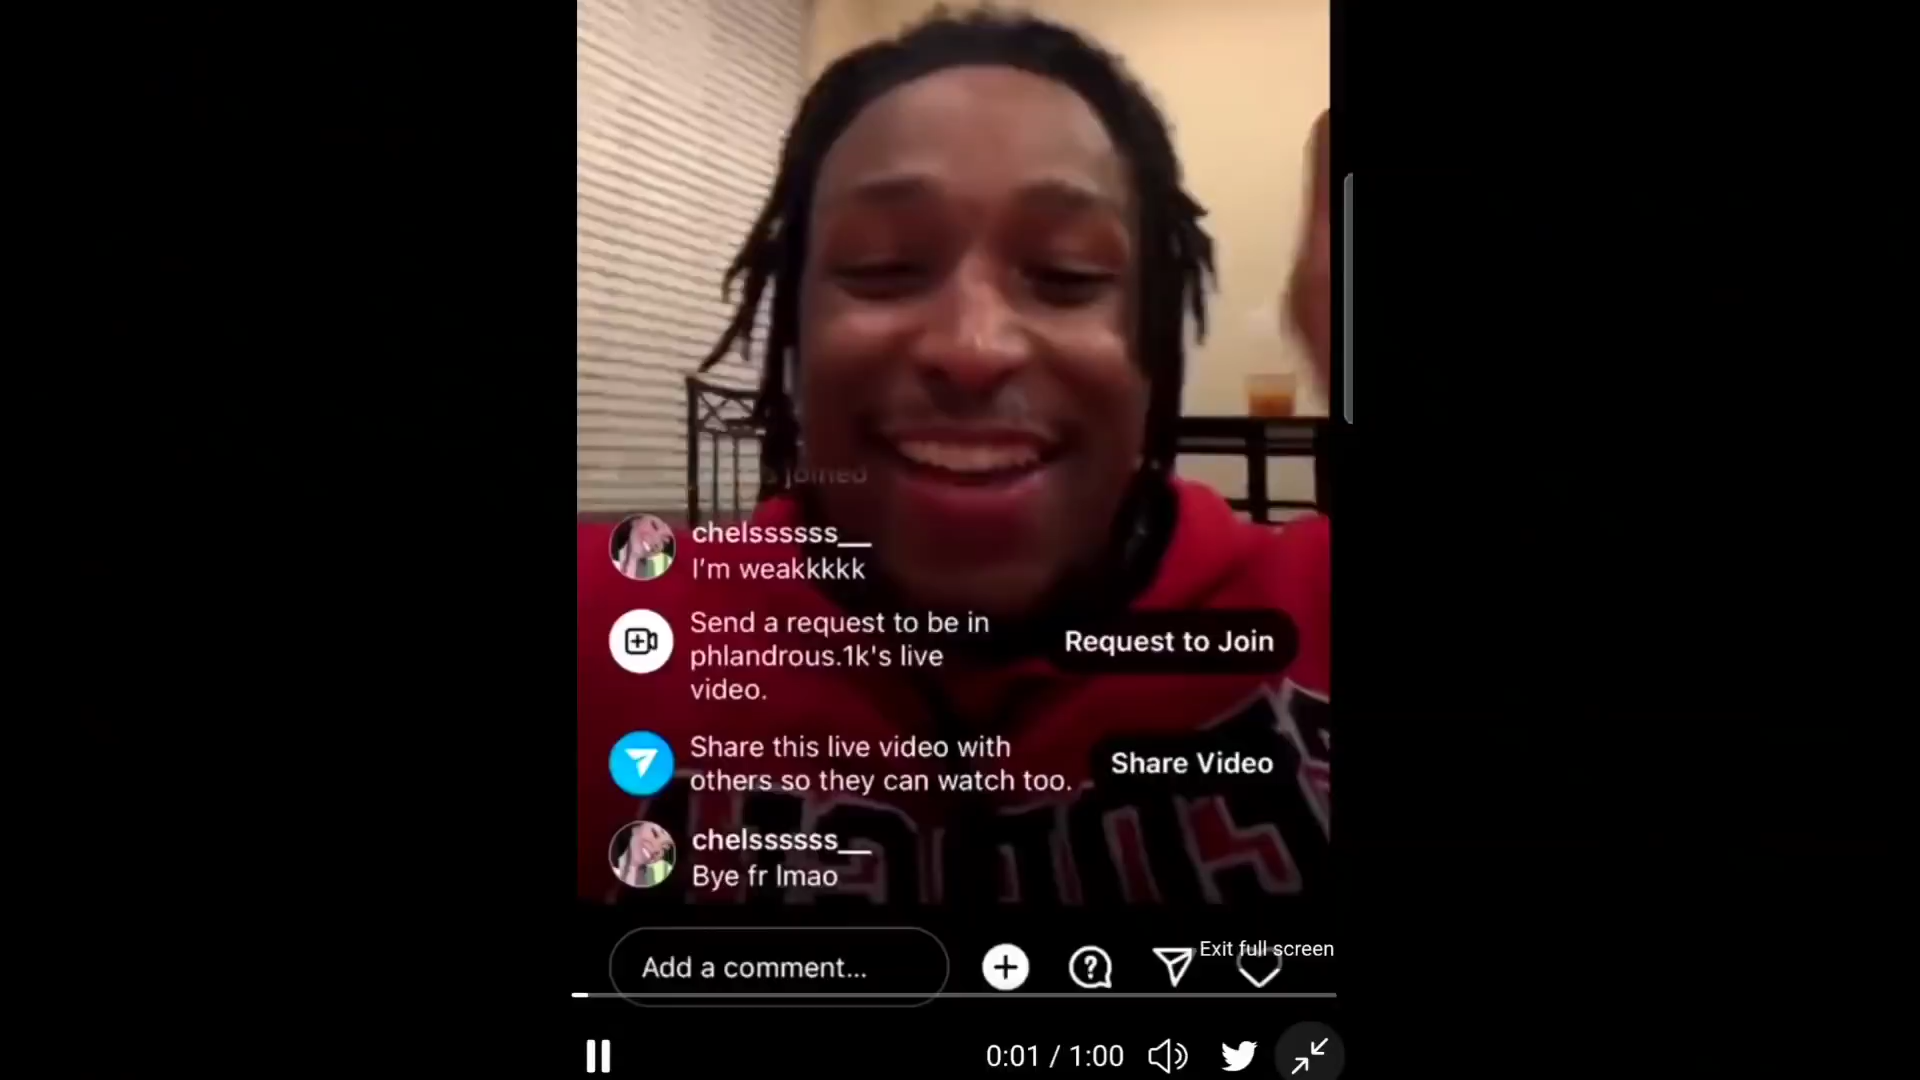 joined
chelssssss__
I'm weakkkkk
Send a request to be in
phlandrous.1k's live
video.
Request to Join
Share this live video with
others so they can watch too.
Share Video
chelssssss__
Bye fr lmao
Add a comment...
Exit full screen
0:01 / 1:00